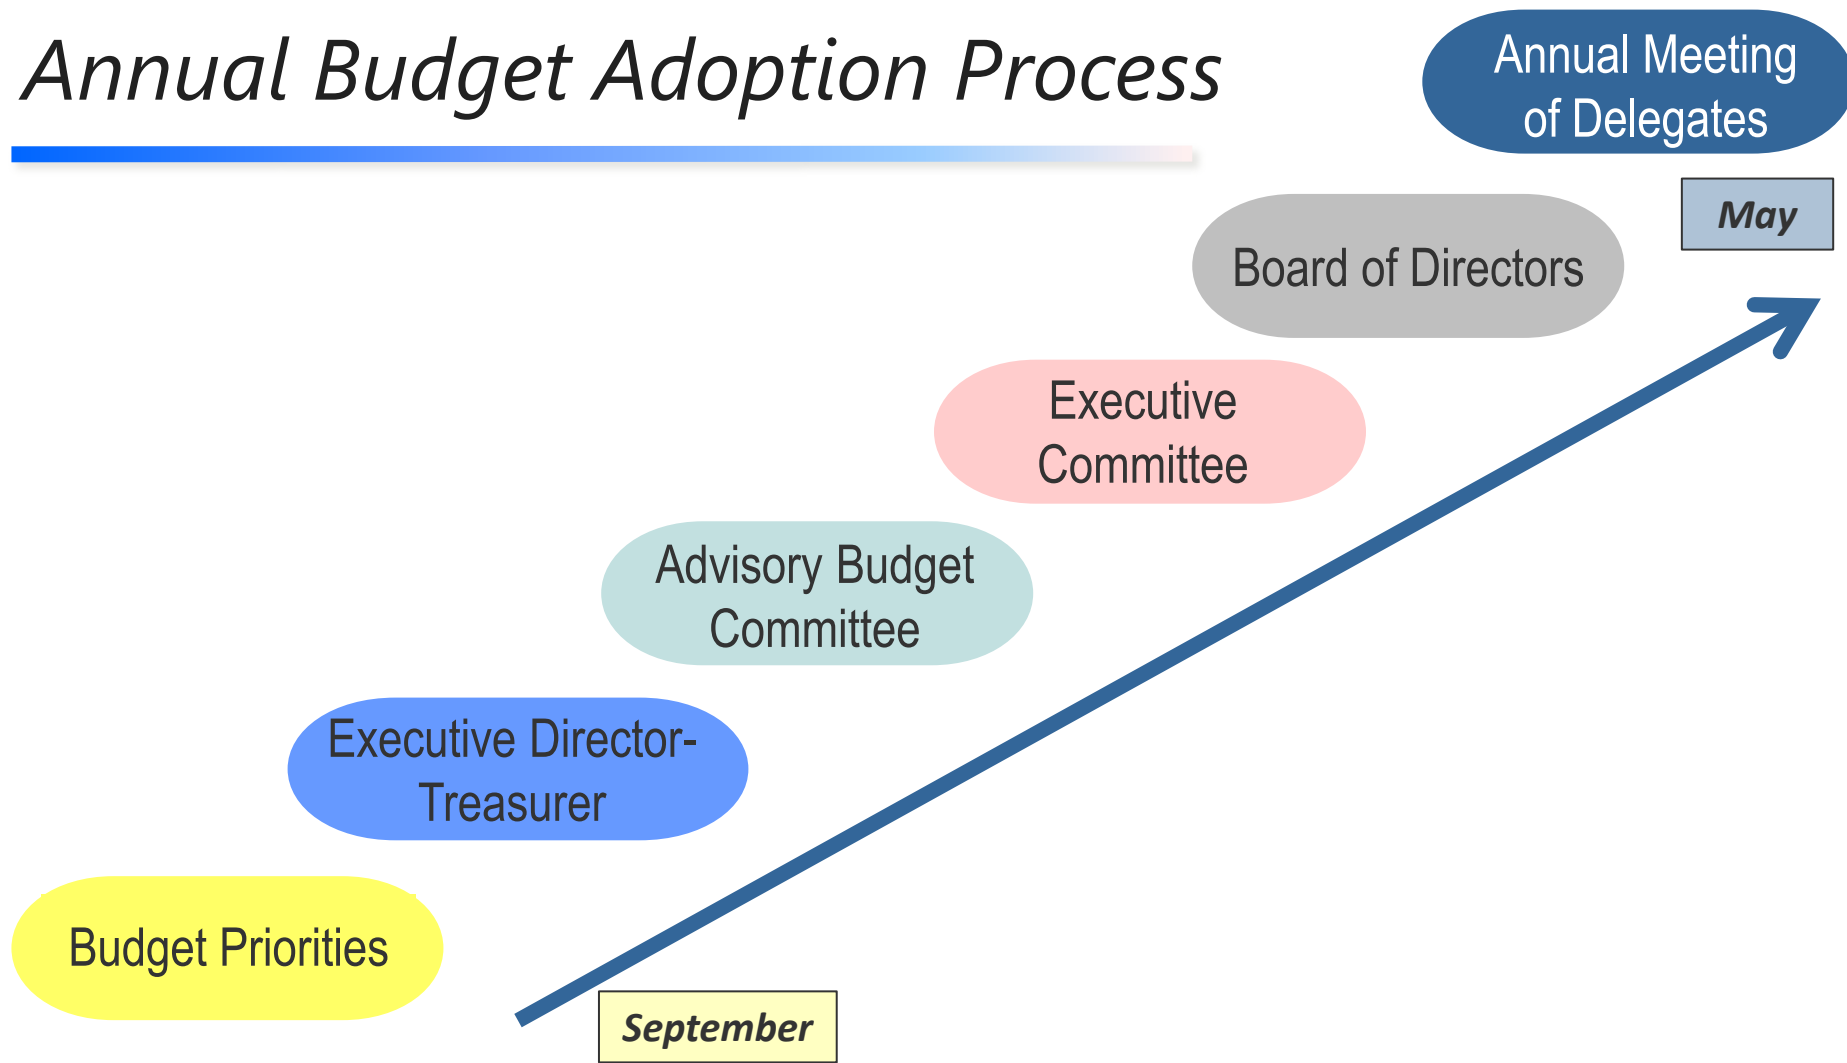 Annual Budget Adoption Process
Annual Meeting
of Delegates
May
Board of Directors
Executive
Committee
Advisory Budget
Committee
Executive Director-
Treasurer
Budget Priorities
September